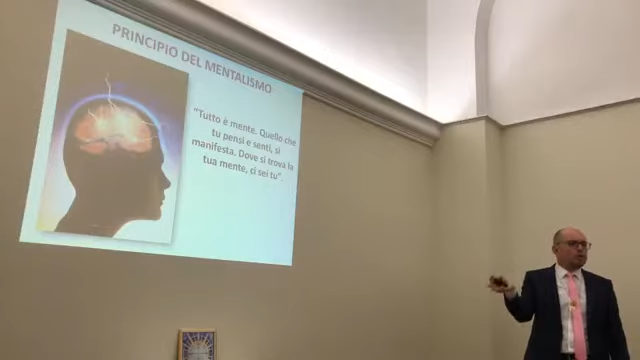 PRINCIPIO DEL MENTALISMO
"Tutto è mente. Quello che
tu pensi e senti, si
manifesta. Dove si trova la
tua mente, ci sei tu".